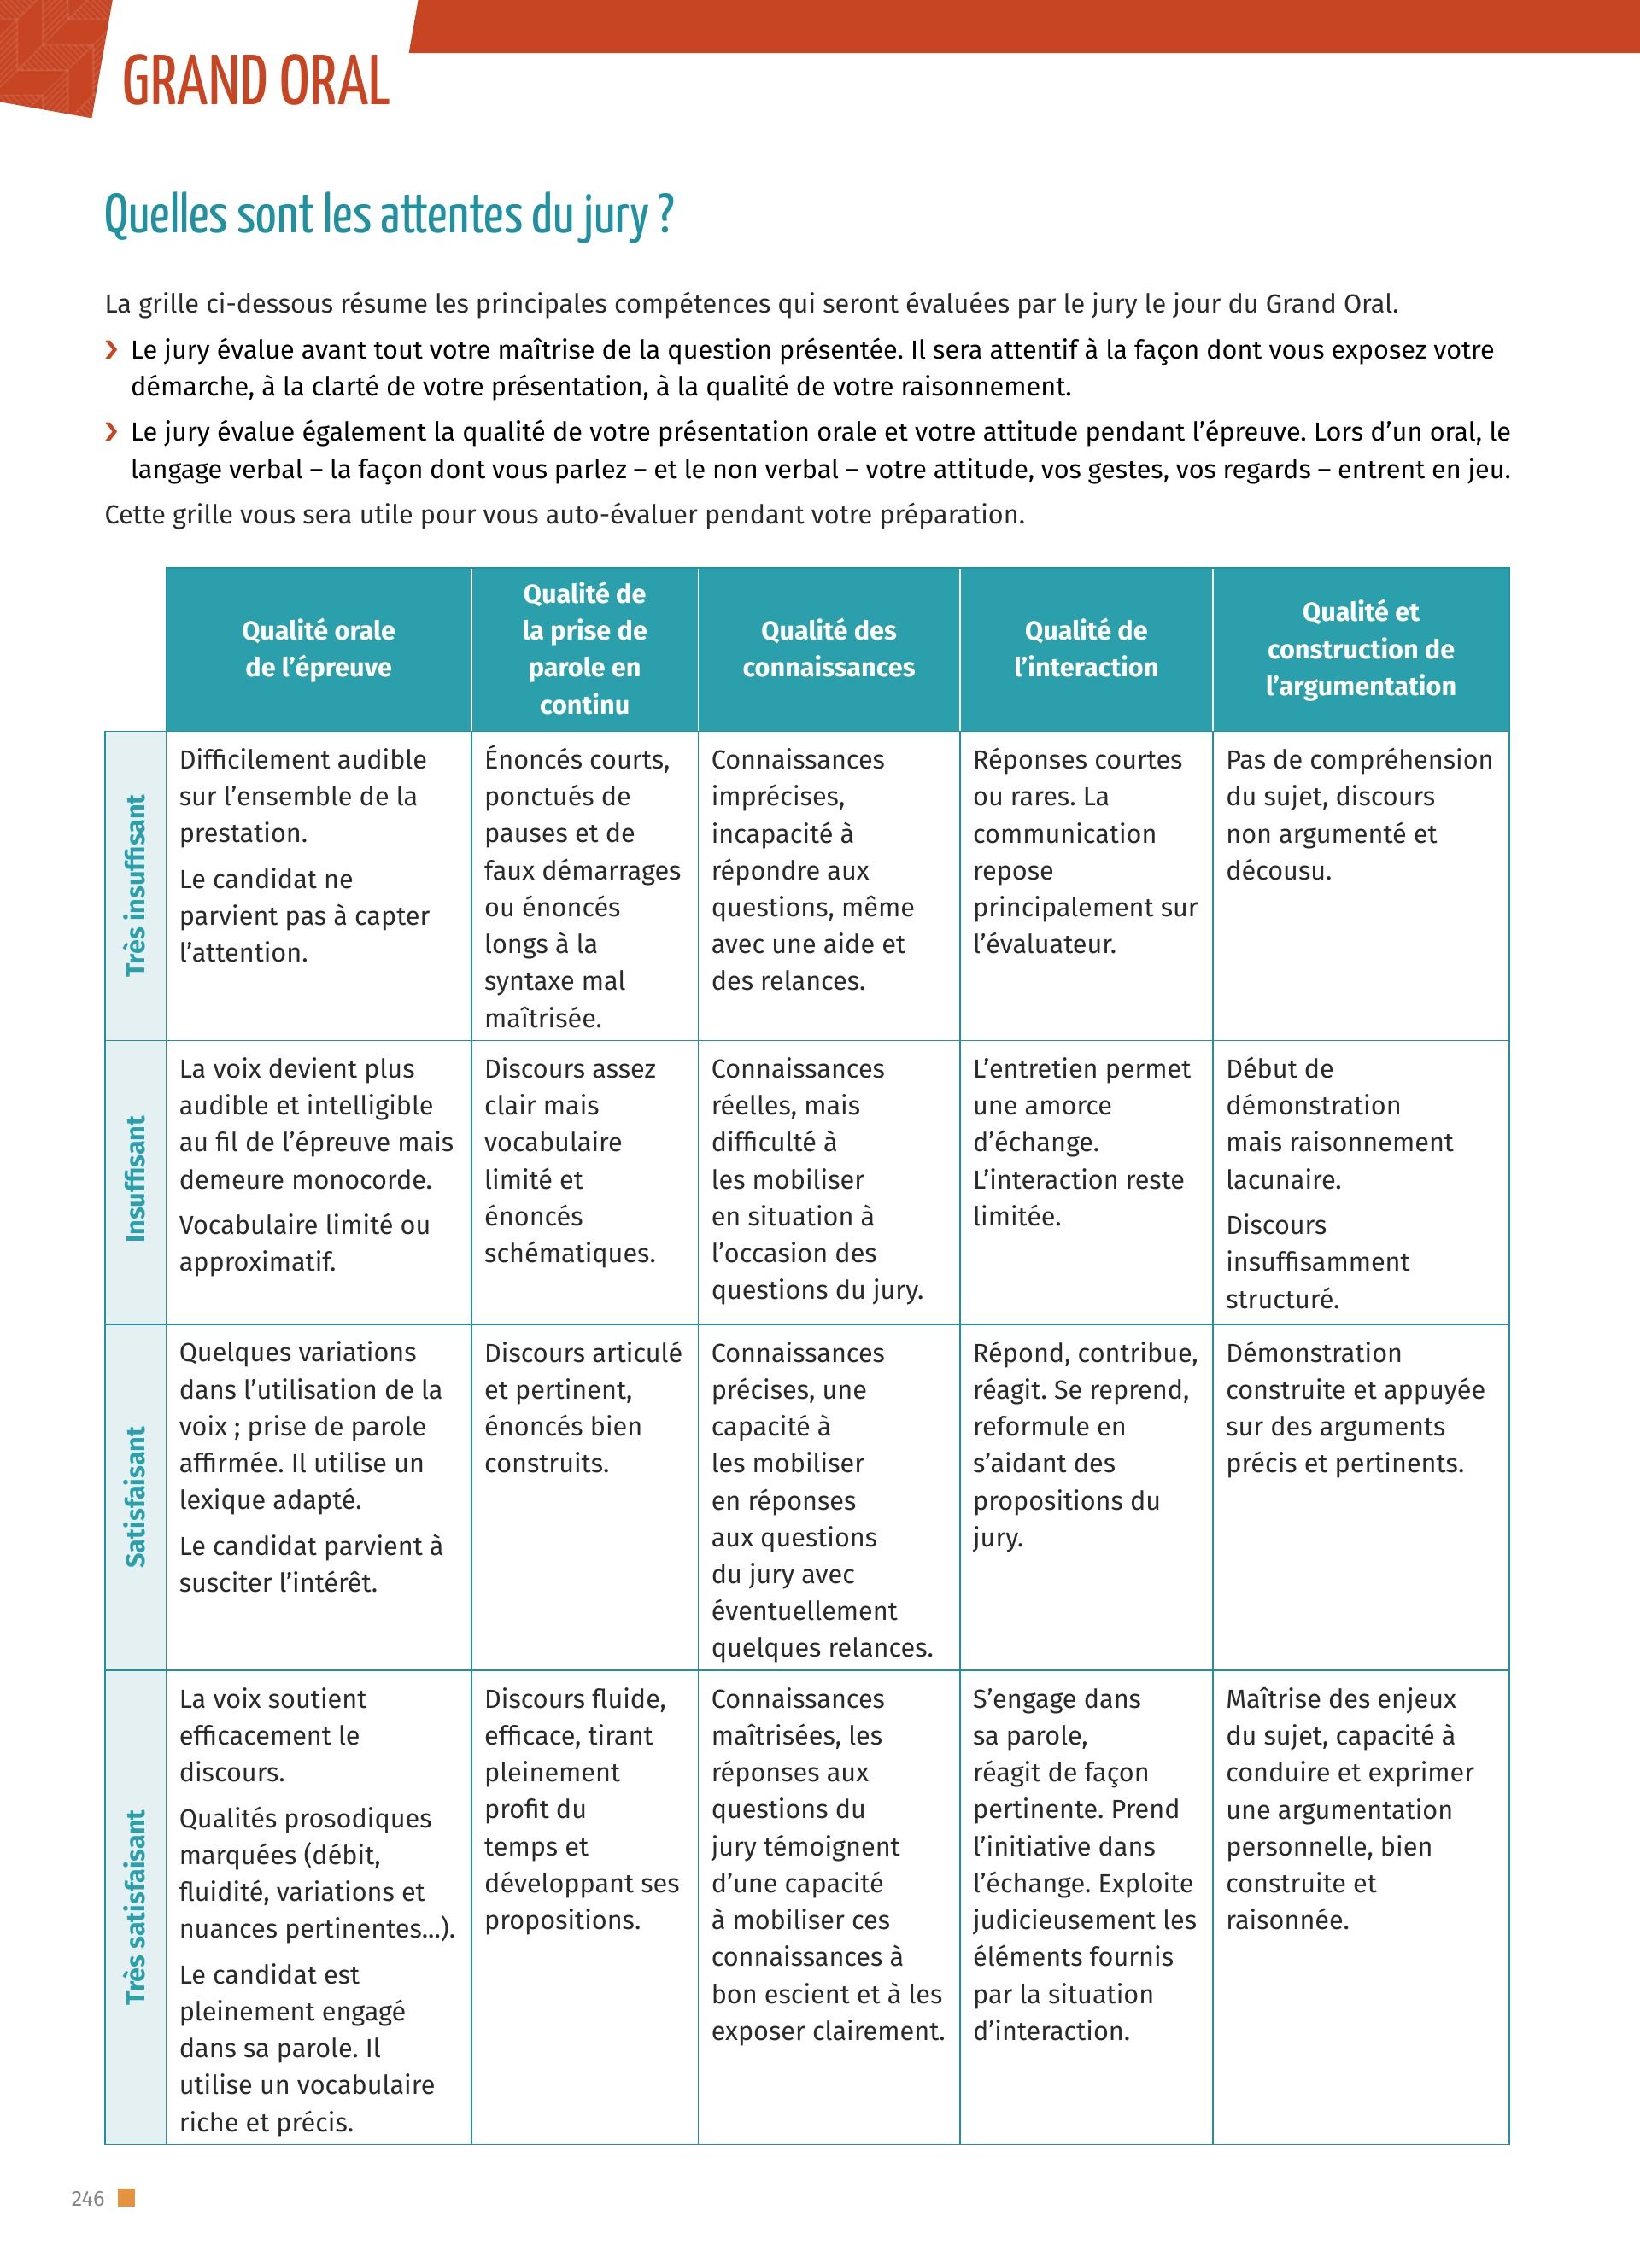 GRAND ORAL
Quelles sont les attentes du jury ?
La grille ci-dessous résume les principales compétences qui seront évaluées par le jury le jour du Grand Oral.
› Le jury évalue avant tout votre maîtrise de la question présentée. Il sera attentif à la façon dont vous exposez votre
démarche, à la clarté de votre présentation, à la qualité de votre raisonnement.
› Le jury évalue également la qualité de votre présentation orale et votre attitude pendant l’épreuve. Lors d’un oral, le
langage verbal – la façon dont vous parlez – et le non verbal – votre attitude, vos gestes, vos regards – entrent en jeu.
Cette grille vous sera utile pour vous auto-évaluer pendant votre préparation.
Qualité orale
de l’épreuve
Qualité de
la prise de
parole en
continu
Qualité des
connaissances
Qualité de
l’interaction
Qualité et
construction de
l’argumentation
Très insuffisant
Difficilement audible
sur l’ensemble de la
prestation.
Le candidat ne
parvient pas à capter
l’attention.
Énoncés courts,
ponctués de
pauses et de
faux démarrages
ou énoncés
longs à la
syntaxe mal
maîtrisée.
Connaissances
imprécises,
incapacité à
répondre aux
questions, même
avec une aide et
des relances.
Réponses courtes
ou rares. La
communication
repose
principalement sur
l’évaluateur.
Pas de compréhension
du sujet, discours
non argumenté et
décousu.
Insuffisant
La voix devient plus
audible et intelligible
au fil de l’épreuve mais
demeure monocorde.
Vocabulaire limité ou
approximatif.
Discours assez
clair mais
vocabulaire
limité et
énoncés
schématiques.
Connaissances
réelles, mais
difficulté à
les mobiliser
en situation à
l’occasion des
questions du jury.
L’entretien permet
une amorce
d’échange.
L’interaction reste
limitée.
Début de
démonstration
mais raisonnement
lacunaire.
Discours
insuffisamment
structuré.
Satisfaisant
Quelques variations
dans l’utilisation de la
voix ; prise de parole
affirmée. Il utilise un
lexique adapté.
Le candidat parvient à
susciter l’intérêt.
Discours articulé
et pertinent,
énoncés bien
construits.
Connaissances
précises, une
capacité à
les mobiliser
en réponses
aux questions
du jury avec
éventuellement
quelques relances.
Répond, contribue,
réagit. Se reprend,
reformule en
s’aidant des
propositions du
jury.
Démonstration
construite et appuyée
sur des arguments
précis et pertinents.
Très satisfaisant
La voix soutient
efficacement le
discours.
Qualités prosodiques
marquées (débit,
fluidité, variations et
nuances pertinentes...).
Le candidat est
pleinement engagé
dans sa parole. Il
utilise un vocabulaire
riche et précis.
Discours fluide,
efficace, tirant
pleinement
profit du
temps et
développant ses
propositions.
Connaissances
maîtrisées, les
réponses aux
questions du
jury témoignent
d’une capacité
à mobiliser ces
connaissances à
bon escient et à les
exposer clairement.
S’engage dans
sa parole,
réagit de façon
pertinente. Prend
l’initiative dans
l’échange. Exploite
judicieusement les
éléments fournis
par la situation
d’interaction.
Maîtrise des enjeux
du sujet, capacité à
conduire et exprimer
une argumentation
personnelle, bien
construite et
raisonnée.
246